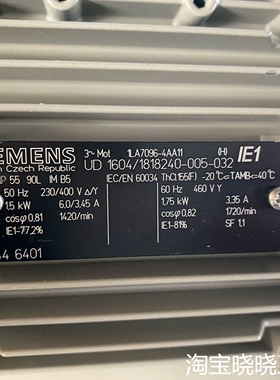 EMENS
3~ Mot 1LA7096-4AA11 (H) IE1
UD 1604/1818240-005-032
Czech Republic
P 55 90L IM B5
IEC/EN 60034 Th.Cl.155(F) -20°C≤TAMB≤40°C
50 Hz 230/400 V Δ/Y 60 Hz 460 V Y
1,5 kW 6,0/3,45 A 1,75 kW 3,35 A
cosφ 0,81 1420/min cosφ 0,82 1720/min
IE1-77.2% IE1-81% SF 1.1
6401
淘宝晓晓